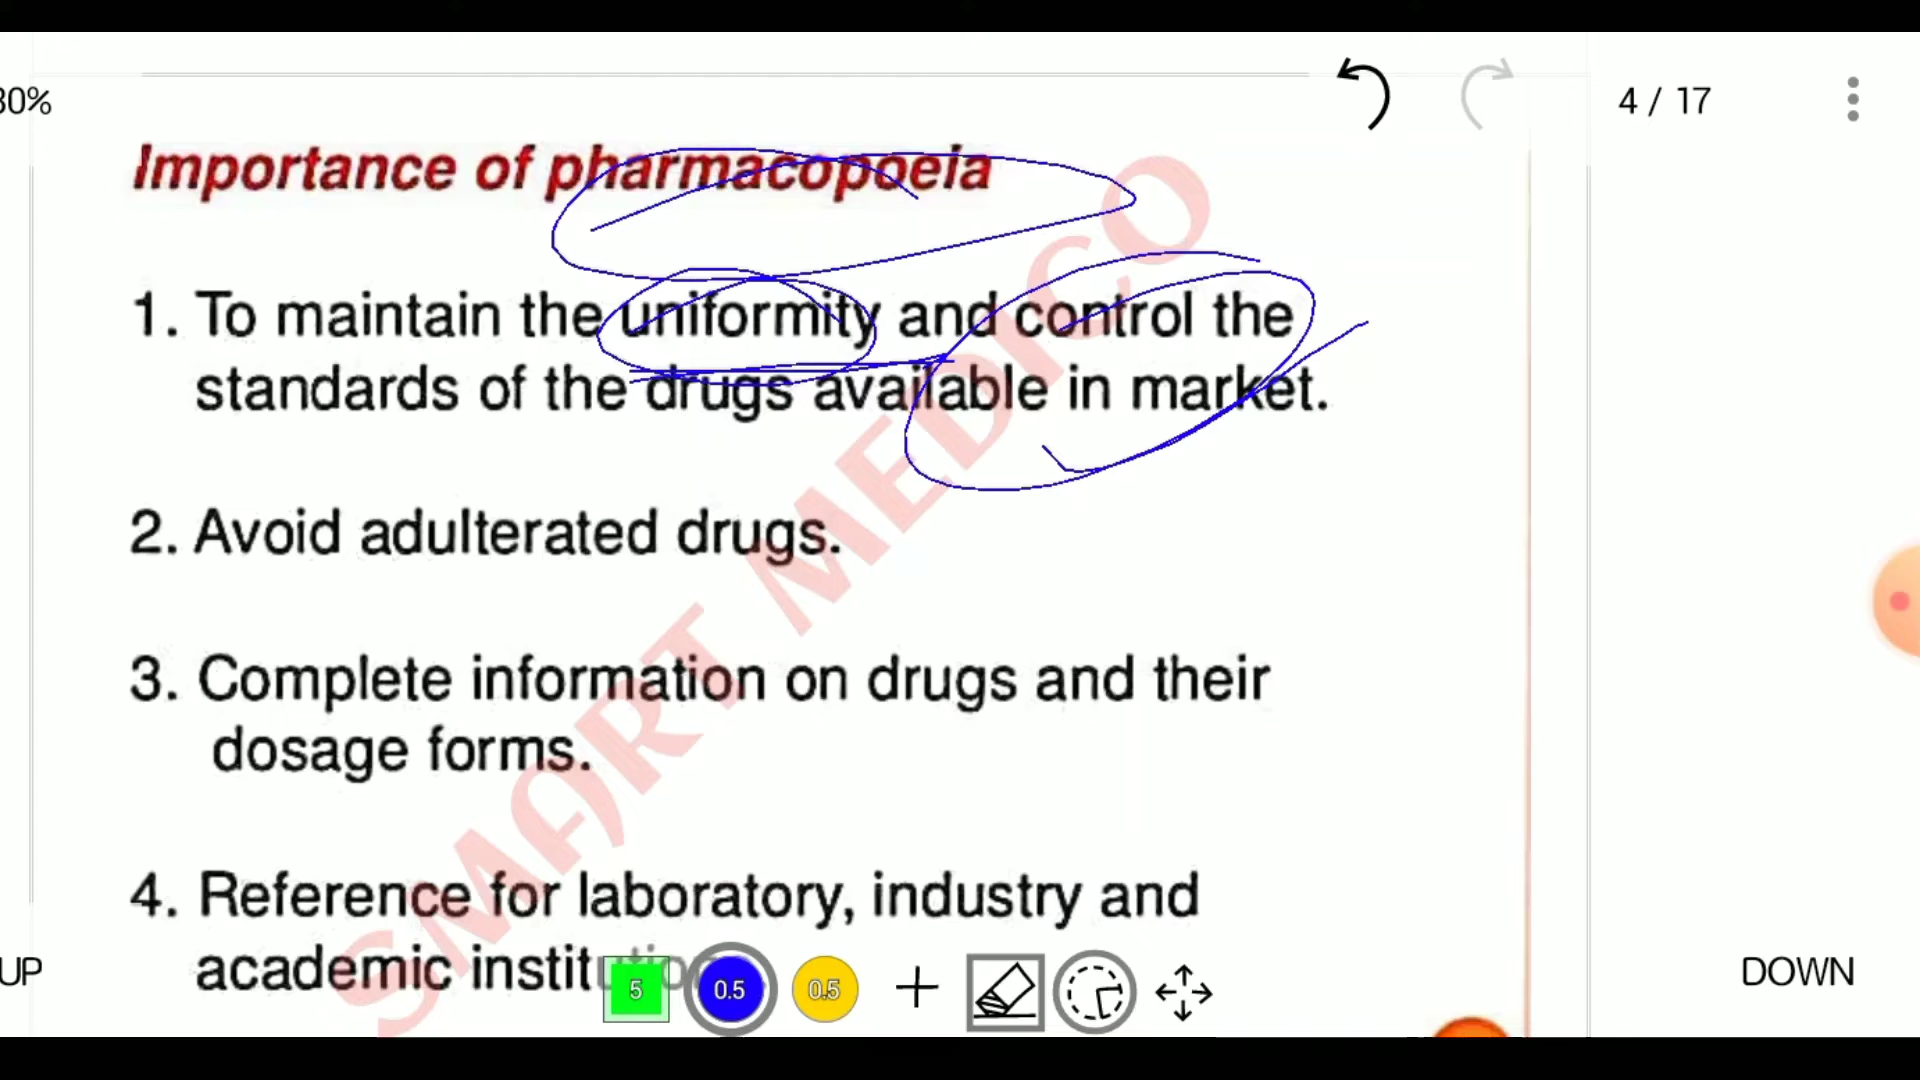 4 / 17
Importance of pharmacopoeia
1. To maintain the uniformity and control the
standards of the drugs available in market.
2. Avoid adulterated drugs.
3. Complete information on drugs and their
dosage forms.
4. Reference for laboratory, industry and
academic
UP
5
0.5
0.5
DOWN
SMART MEDICO